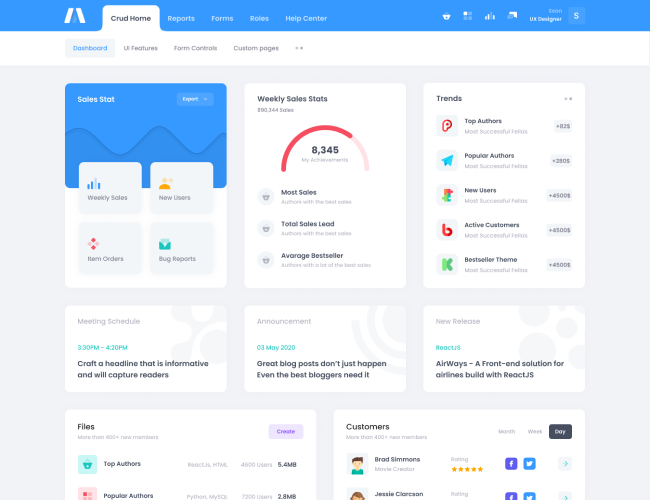 Crud Home
Reports
Forms
Roles
Help Center
Sean
UX Designer
S
Dashboard
UI Features
Form Controls
Custom pages
Sales Stat
Export
Weekly Sales
New Users
Item Orders
Bug Reports
Weekly Sales Stats
890,344 Sales
8,345
My Achievements
Most Sales
Authors with the best sales
Total Sales Lead
Authors with the best sales
Avarage Bestseller
Authors with a lot of the best sales
Trends
Top Authors
Most Successful Fellas
+82$
Popular Authors
Most Successful Fellas
+280$
New Users
Most Successful Fellas
+4500$
Active Customers
Most Successful Fellas
+4500$
Bestseller Theme
Most Successful Fellas
+4500$
Meeting Schedule
3:30PM - 4:20PM
Craft a headline that is informative
and will capture readers
Announcement
03 May 2020
Great blog posts don't just happen
Even the best bloggers need it
New Release
ReactJS
AirWays - A Front-end solution for
airlines build with ReactJS
Files
More than 400+ new members
Create
Top Authors
ReactJs, HTML
4600 Users
5.4MB
Popular Authors
Python, MySQL
7200 Users
2.8MB
Customers
More than 400+ new members
Month
Week
Day
Brad Simmons
Movie Creator
Rating
Jessie Clarcson
Rating